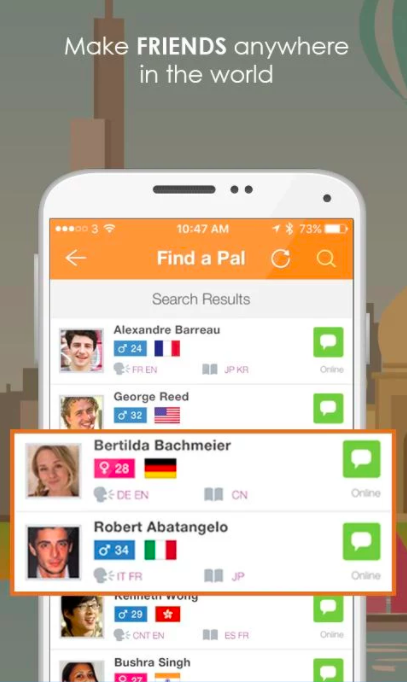 Make FRIENDS anywhere
in the world
3 10:47 AM 73%
Find a Pal
Search Results
Alexandre Barreau
24
FR EN JP KR Online
George Reed
32
Bertilda Bachmeier
28
DE EN CN Online
Robert Abatangelo
34
IT FR JP Online
Kenneth Wong
29
CNT EN ES FR Online
Bushra Singh
27